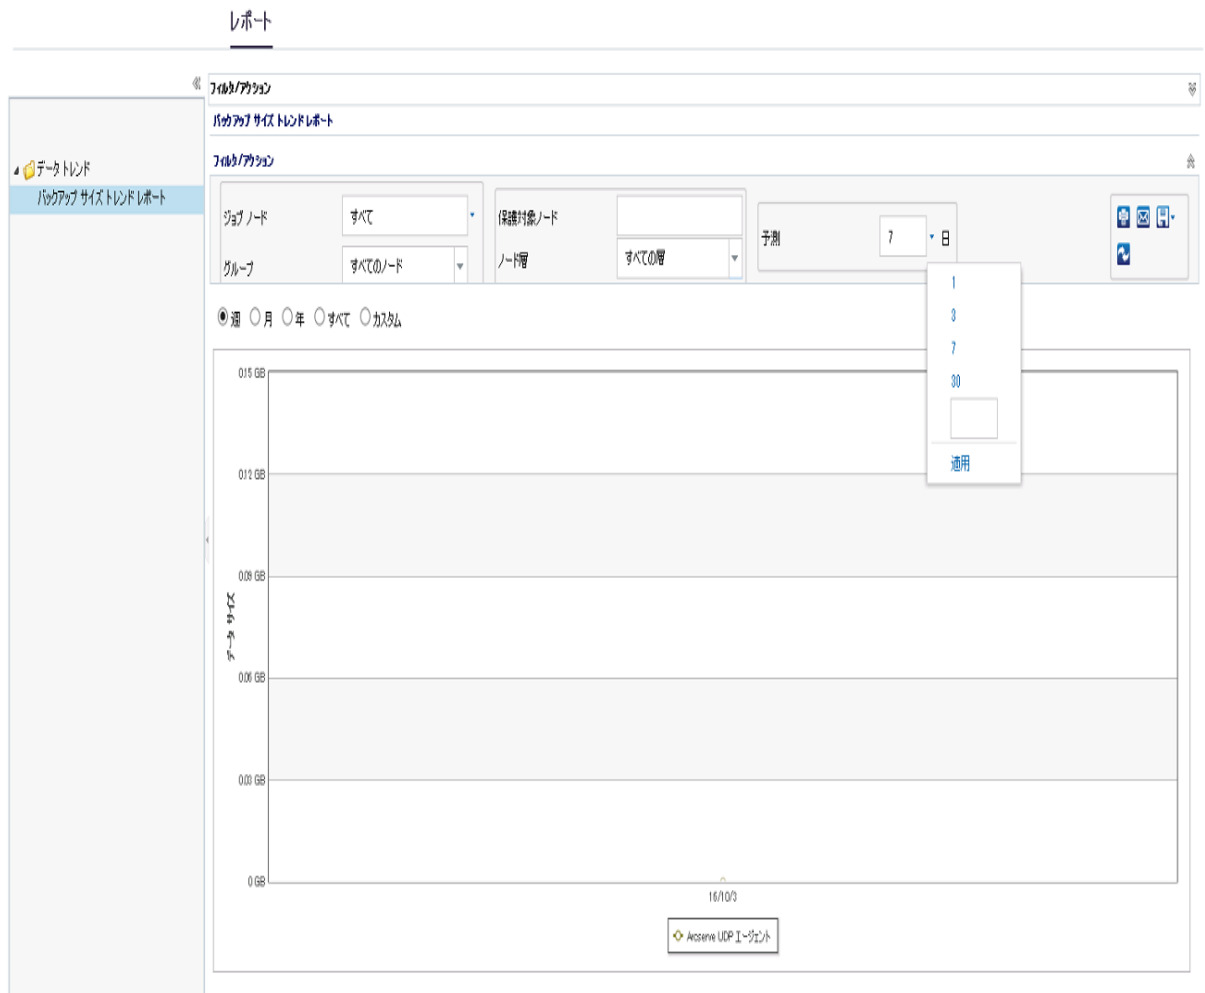 レポート
フィルタ/アクション
バックアップ サイズ トレンド レポート
データ トレンド
バックアップ サイズ トレンド レポート
フィルタ/アクション
ジョブ ノード
すべて
保護対象ノード
予測
7
日
グループ
すべてのノード
ノード層
すべての層
1
3
7
30
適用
週
月
年
すべて
カスタム
0.15 GB
0.12 GB
0.09 GB
0.06 GB
0.03 GB
0 GB
データ サイズ
16/10/3
Arcserve UDP エージェント